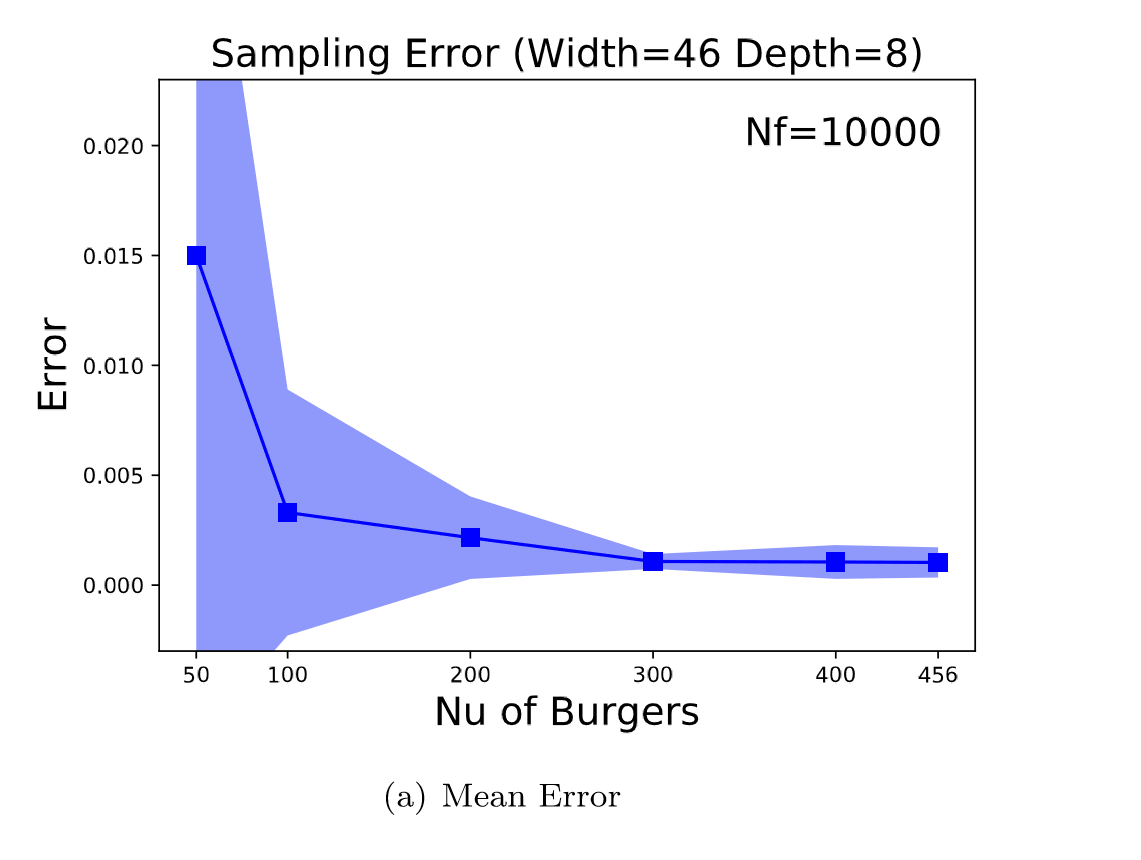 Sampling Error (Width=46 Depth=8)
Nf=10000
0.020
0.015
0.010
0.005
0.000
Error
50 100 200 300 400 456
Nu of Burgers
(a) Mean Error